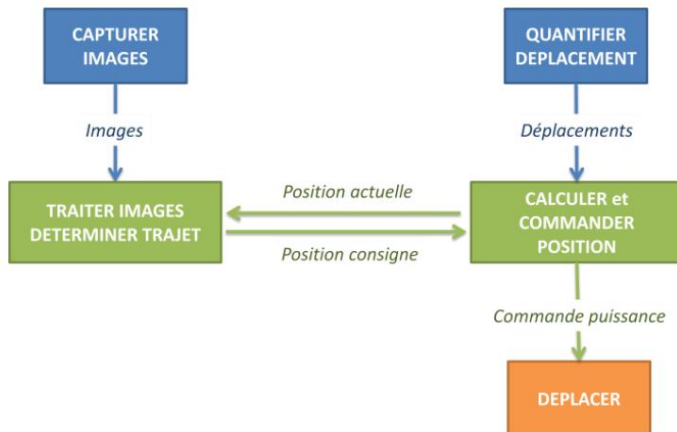 CAPTURER
IMAGES
QUANTIFIER
DEPLACEMENT
Images
Déplacements
TRAITER IMAGES
DETERMINER TRAJET
Position actuelle
Position consigne
CALCULER et
COMMANDER
POSITION
Commande puissance
DEPLACER